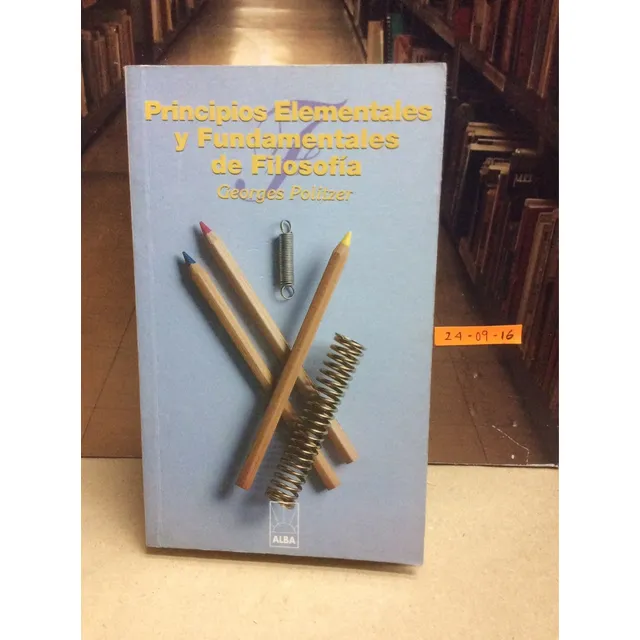 Principios Elementales
y Fundamentales
de Filosofía
Georges Politzer
24-09-16
ALBA